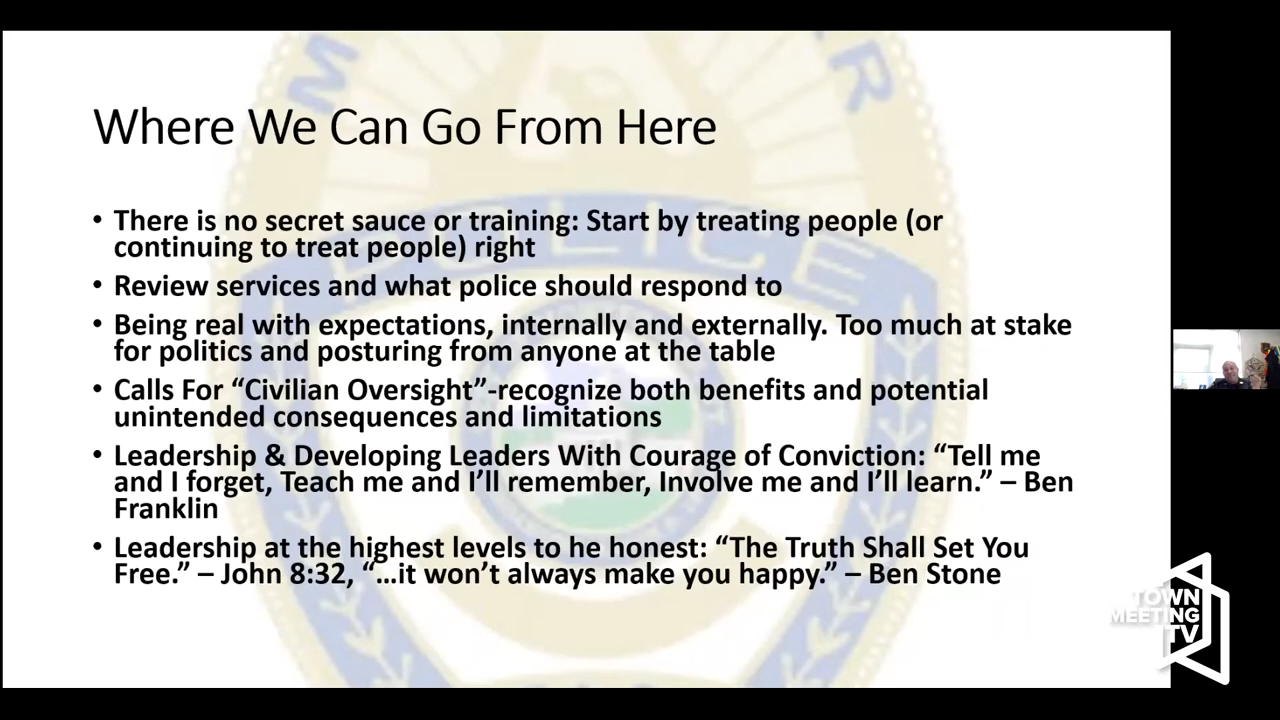 Where We Can Go From Here
• There is no secret sauce or training: Start by treating people (or
continuing to treat people) right
• Review services and what police should respond to
• Being real with expectations, internally and externally. Too much at stake
for politics and posturing from anyone at the table
• Calls For “Civilian Oversight”-recognize both benefits and potential
unintended consequences and limitations
• Leadership & Developing Leaders With Courage of Conviction: “Tell me
and I forget, Teach me and I’ll remember, Involve me and I’ll learn.” – Ben
Franklin
• Leadership at the highest levels to he honest: “The Truth Shall Set You
Free.” – John 8:32, “…it won’t always make you happy.” – Ben Stone
POLICE
TOWN
MEETING
TV